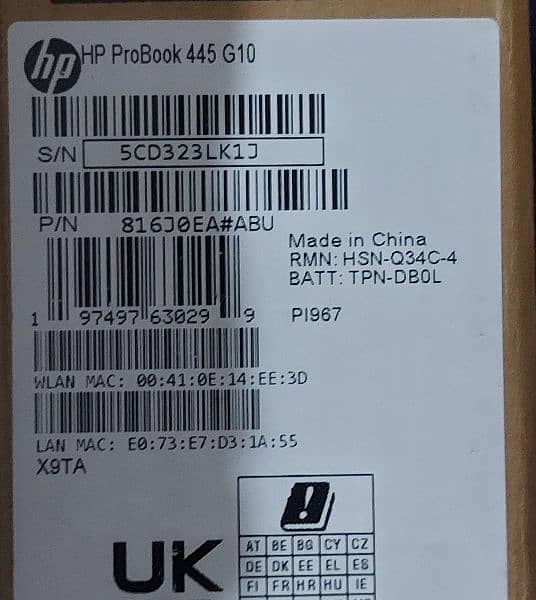 hp HP ProBook 445 G10
S/N 5CD323LK1J
P/N 816J0EA#ABU
Made in China
RMN: HSN-Q34C-4
BATT: TPN-DB0L
1 97497 63029 9
PI967
WLAN MAC: 00:41:0E:14:EE:3D
LAN MAC: E0:73:E7:D3:1A:55
X9TA
UK
!
AT BE BG CY CZ
DE DK EE EL ES
FI FR HR HU IE